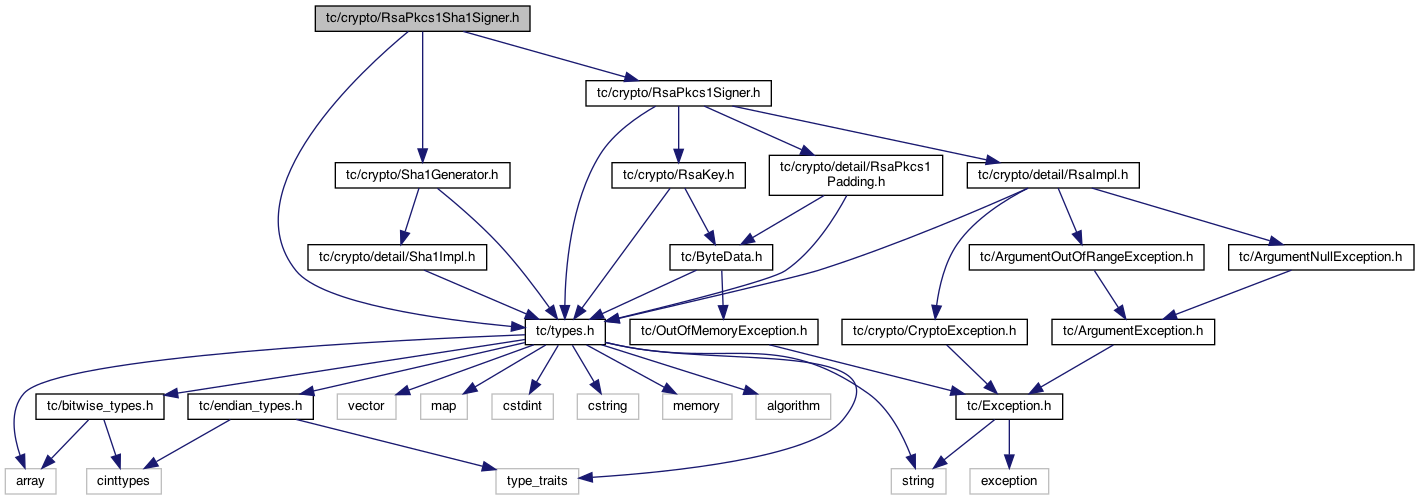 tc/crypto/RsaPkcs1Sha1Signer.h
tc/crypto/RsaPkcs1Signer.h
tc/crypto/Sha1Generator.h
tc/crypto/RsaKey.h
tc/crypto/detail/RsaPkcs1
Padding.h
tc/crypto/detail/RsaImpl.h
tc/crypto/detail/Sha1Impl.h
tc/ByteData.h
tc/ArgumentOutOfRangeException.h
tc/ArgumentNullException.h
tc/types.h
tc/OutOfMemoryException.h
tc/crypto/CryptoException.h
tc/ArgumentException.h
tc/bitwise_types.h
tc/endian_types.h
vector
map
cstdint
cstring
memory
algorithm
tc/Exception.h
array
cinttypes
type_traits
string
exception